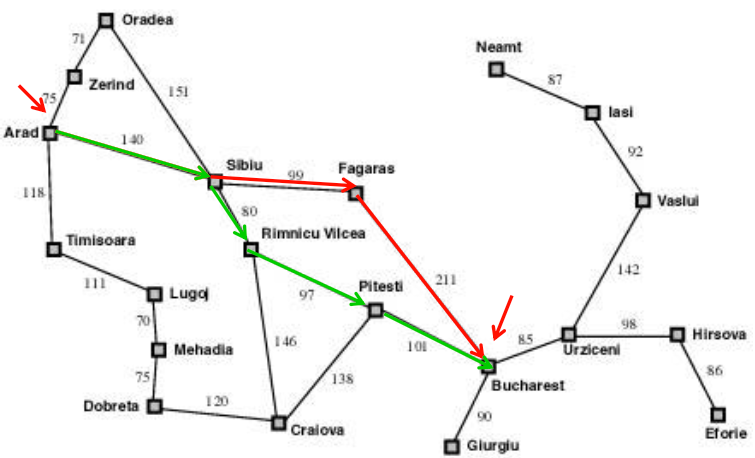 Oradea
71
Neamt
Zerind
87
151
75
Iasi
Arad
140
92
Sibiu
Fagaras
99
118
80
Vaslui
Timisoara
Rimnicu Vilcea
142
111
97
Pitesti
211
Lugoj
70
98
Hirsova
146
101
85
Urziceni
Mehadia
75
138
86
Bucharest
Dobreta
120
90
Craiova
Eforie
Giurgiu